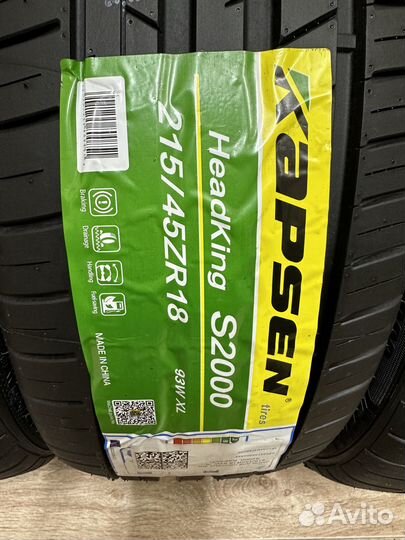 KAPSEN®
tires
HeadKing S2000
215/45ZR18
93W XL
Braking
Drainage
Handling
Fuel saving
MADE IN CHINA
Avito